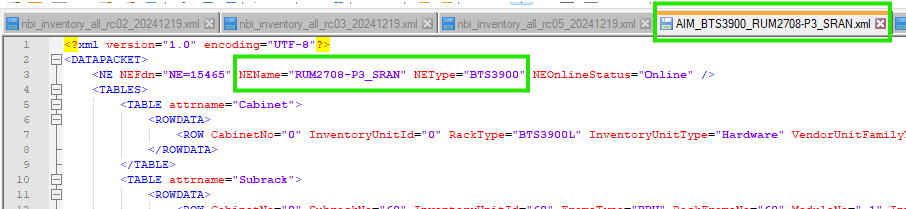 nbi_inventory_all_rc02_20241219.xml nbi_inventory_all_rc03_20241219.xml nbi_inventory_all_rc05_20241219.xml AIM_BTS3900_RUM2708-P3_SRAN.xml
1 <?xml version="1.0" encoding="UTF-8"?>
2 <DATAPACKET>
3 <NE NEFdn="NE=15465" NEName="RUM2708-P3_SRAN" NEType="BTS3900" NEOnlineStatus="Online" />
4 <TABLES>
5 <TABLE attrname="Cabinet">
6 <ROWDATA>
7 <ROW CabinetNo="0" InventoryUnitId="0" RackType="BTS3900L" InventoryUnitType="Hardware" VendorUnitFamilyT
8 </ROWDATA>
9 </TABLE>
10 <TABLE attrname="Subrack">
11 <ROWDATA>